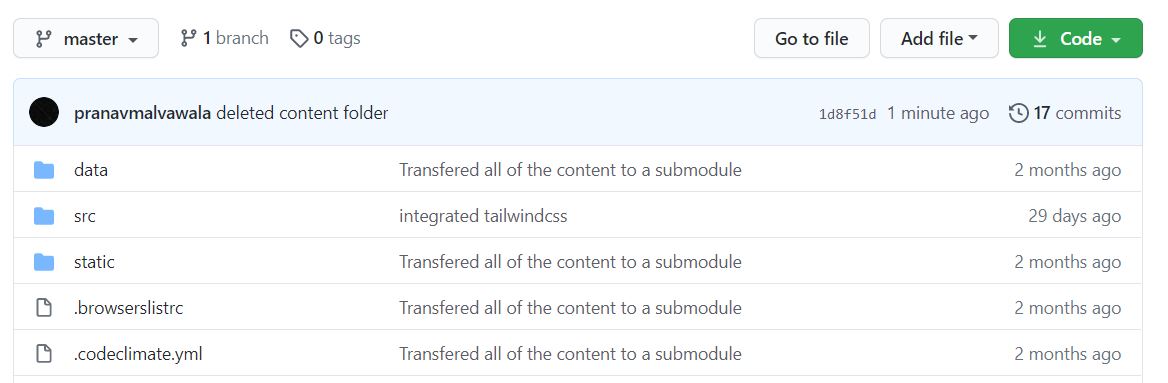 master 1 branch 0 tags Go to file Add file Code
pranavmalvawala deleted content folder 1d8f51d 1 minute ago 17 commits
data Transfered all of the content to a submodule 2 months ago
src integrated tailwindcss 29 days ago
static Transfered all of the content to a submodule 2 months ago
.browserslistrc Transfered all of the content to a submodule 2 months ago
.codeclimate.yml Transfered all of the content to a submodule 2 months ago